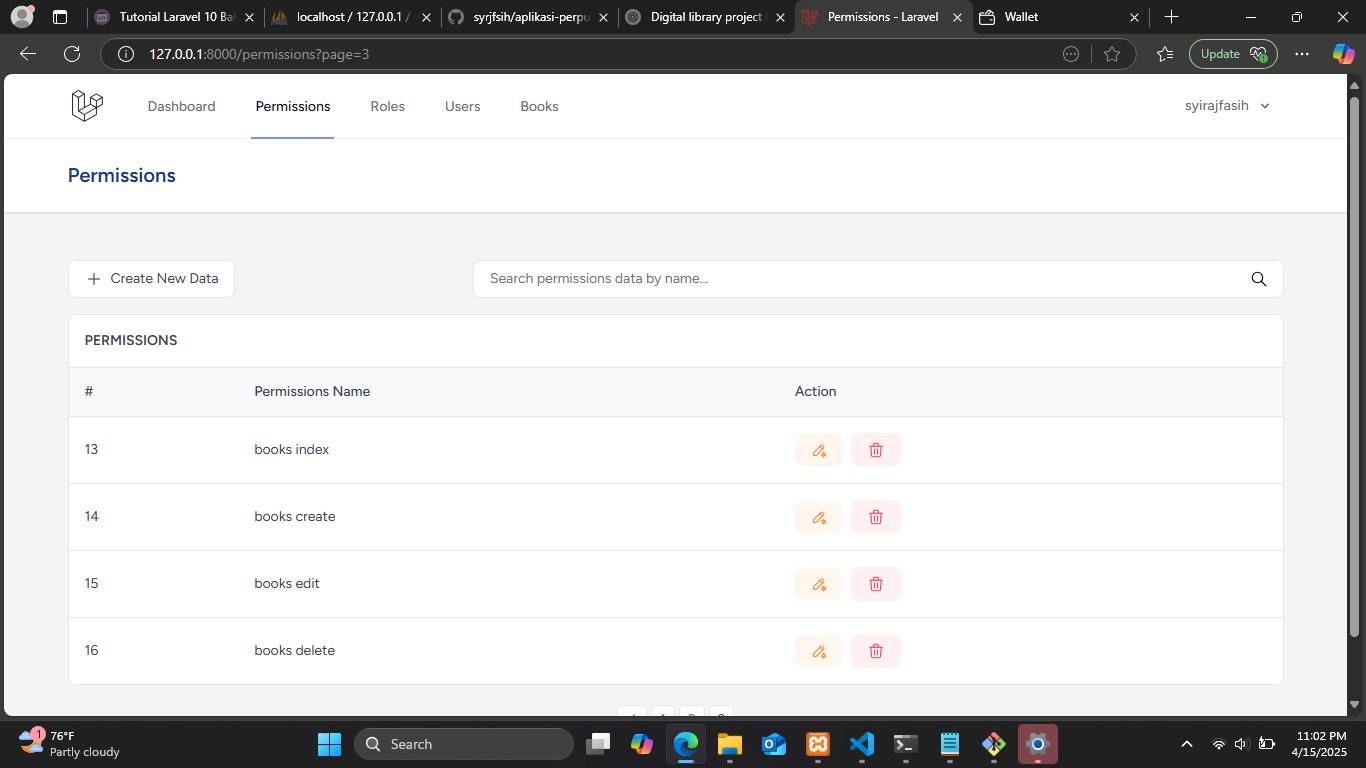 Tutorial Laravel 10 Ba
localhost / 127.0.0.1 /
syrjfsih/aplikasi-perpu
Digital library project
Permissions - Laravel
Wallet
127.0.0.1:8000/permissions?page=3
Update
Dashboard
Permissions
Roles
Users
Books
syirajfasih
Permissions
Create New Data
Search permissions data by name...
PERMISSIONS
# Permissions Name Action
13 books index
14 books create
15 books edit
16 books delete
1
76°F
Partly cloudy
Search
11:02 PM
4/15/2025